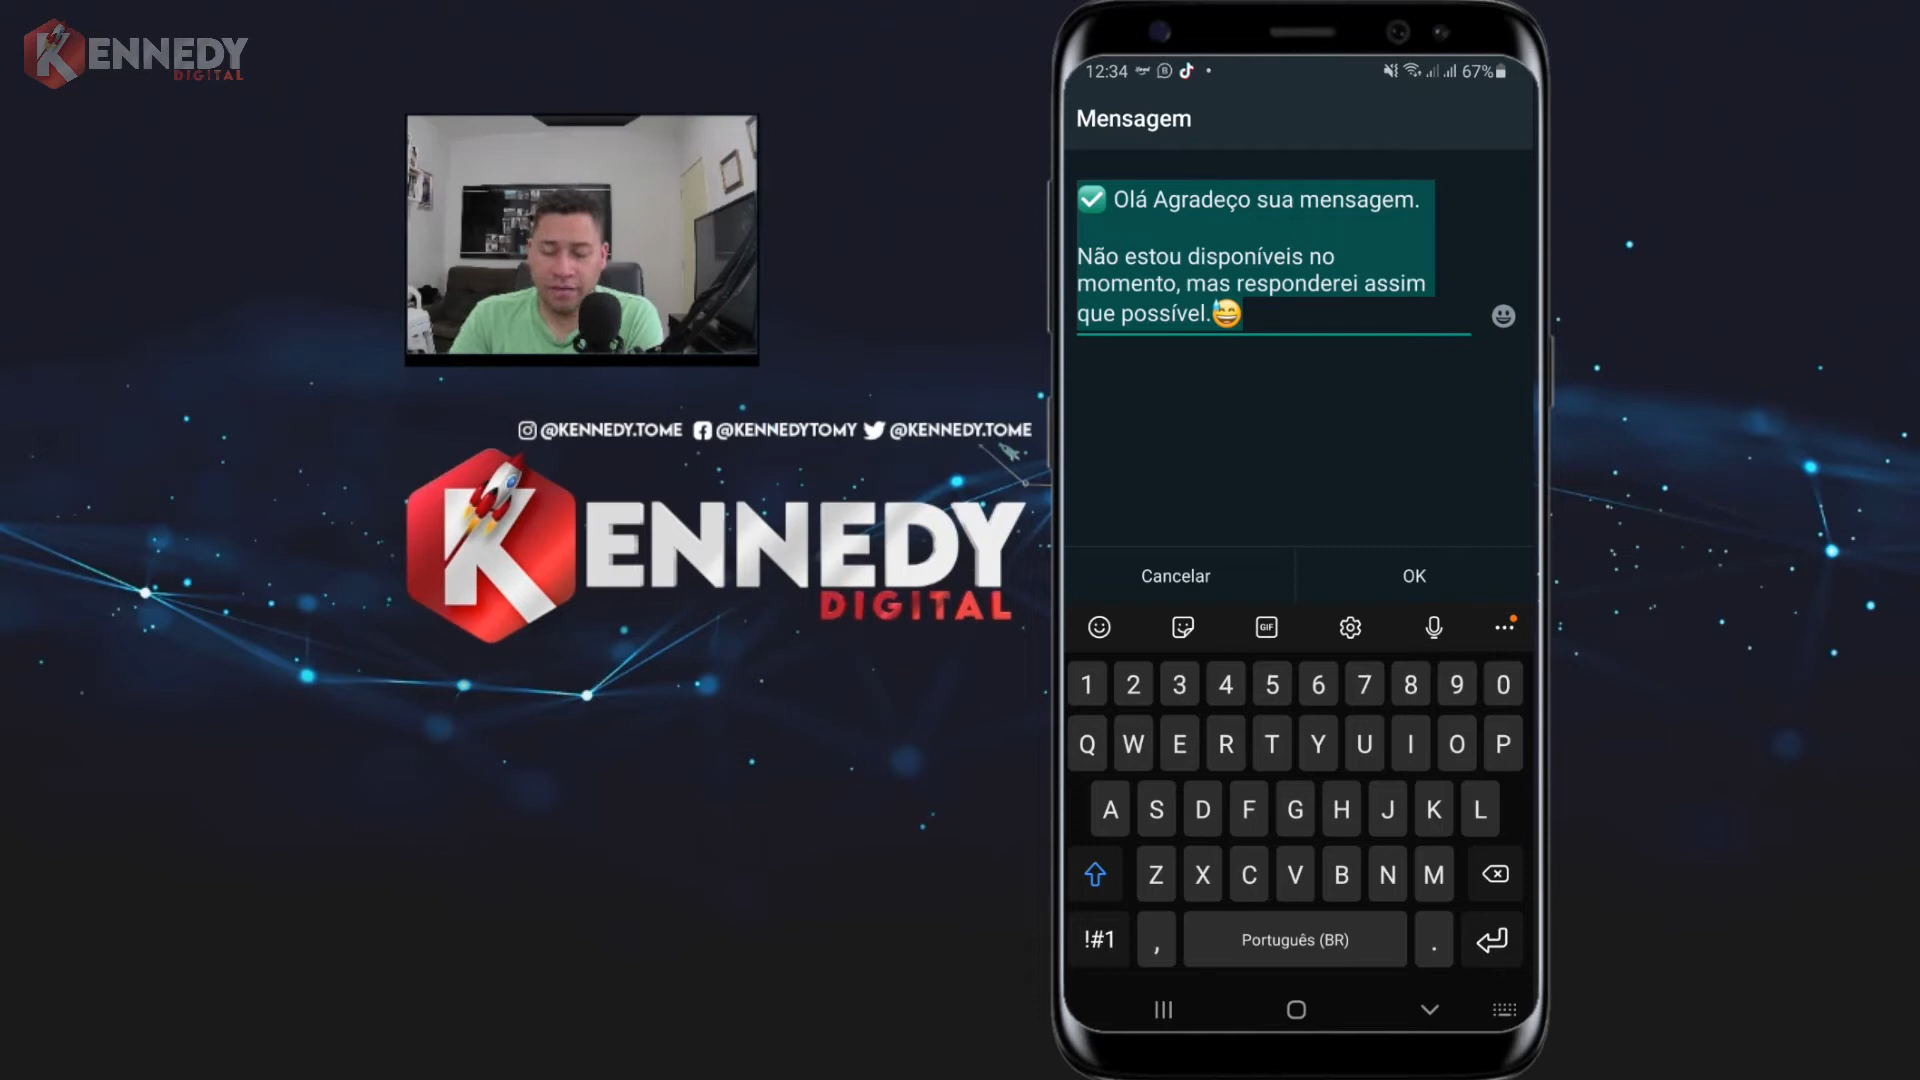 KENNEDY
DIGITAL
@KENNEDY.TOME @KENNEDYTOMY @KENNEDY.TOME
KENNEDY
DIGITAL
12:34 67%
Mensagem
✅ Olá Agradeço sua mensagem.
Não estou disponíveis no
momento, mas responderei assim
que possível.😅
Cancelar OK
GIF
1 2 3 4 5 6 7 8 9 0
Q W E R T Y U I O P
A S D F G H J K L
Z X C V B N M
!#1 , Português (BR) .